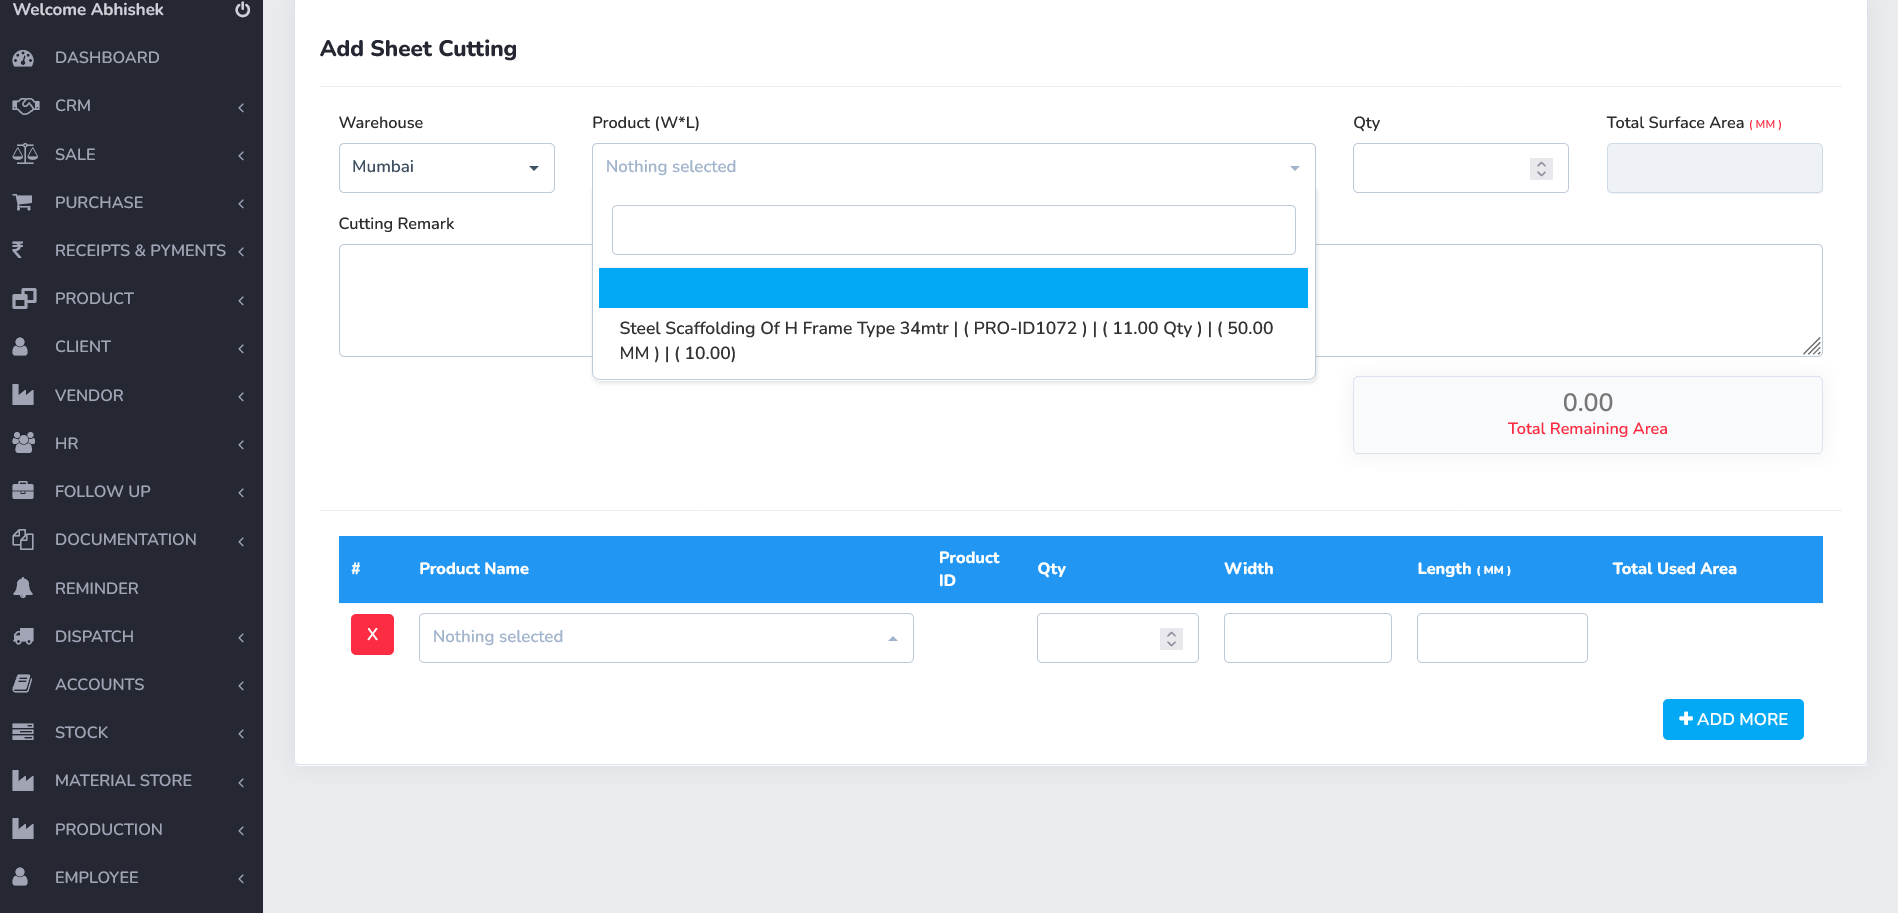 Welcome Abhishek
DASHBOARD
CRM
SALE
PURCHASE
RECEIPTS & PYMENTS
PRODUCT
CLIENT
VENDOR
HR
FOLLOW UP
DOCUMENTATION
REMINDER
DISPATCH
ACCOUNTS
STOCK
MATERIAL STORE
PRODUCTION
EMPLOYEE
Add Sheet Cutting
Warehouse
Mumbai
Product (W*L)
Nothing selected
Steel Scaffolding Of H Frame Type 34mtr | ( PRO-ID1072 ) | ( 11.00 Qty ) | ( 50.00
MM ) | ( 10.00)
Qty
Total Surface Area ( MM )
Cutting Remark
0.00
Total Remaining Area
# Product Name Product ID Qty Width Length ( MM ) Total Used Area
X Nothing selected
ADD MORE